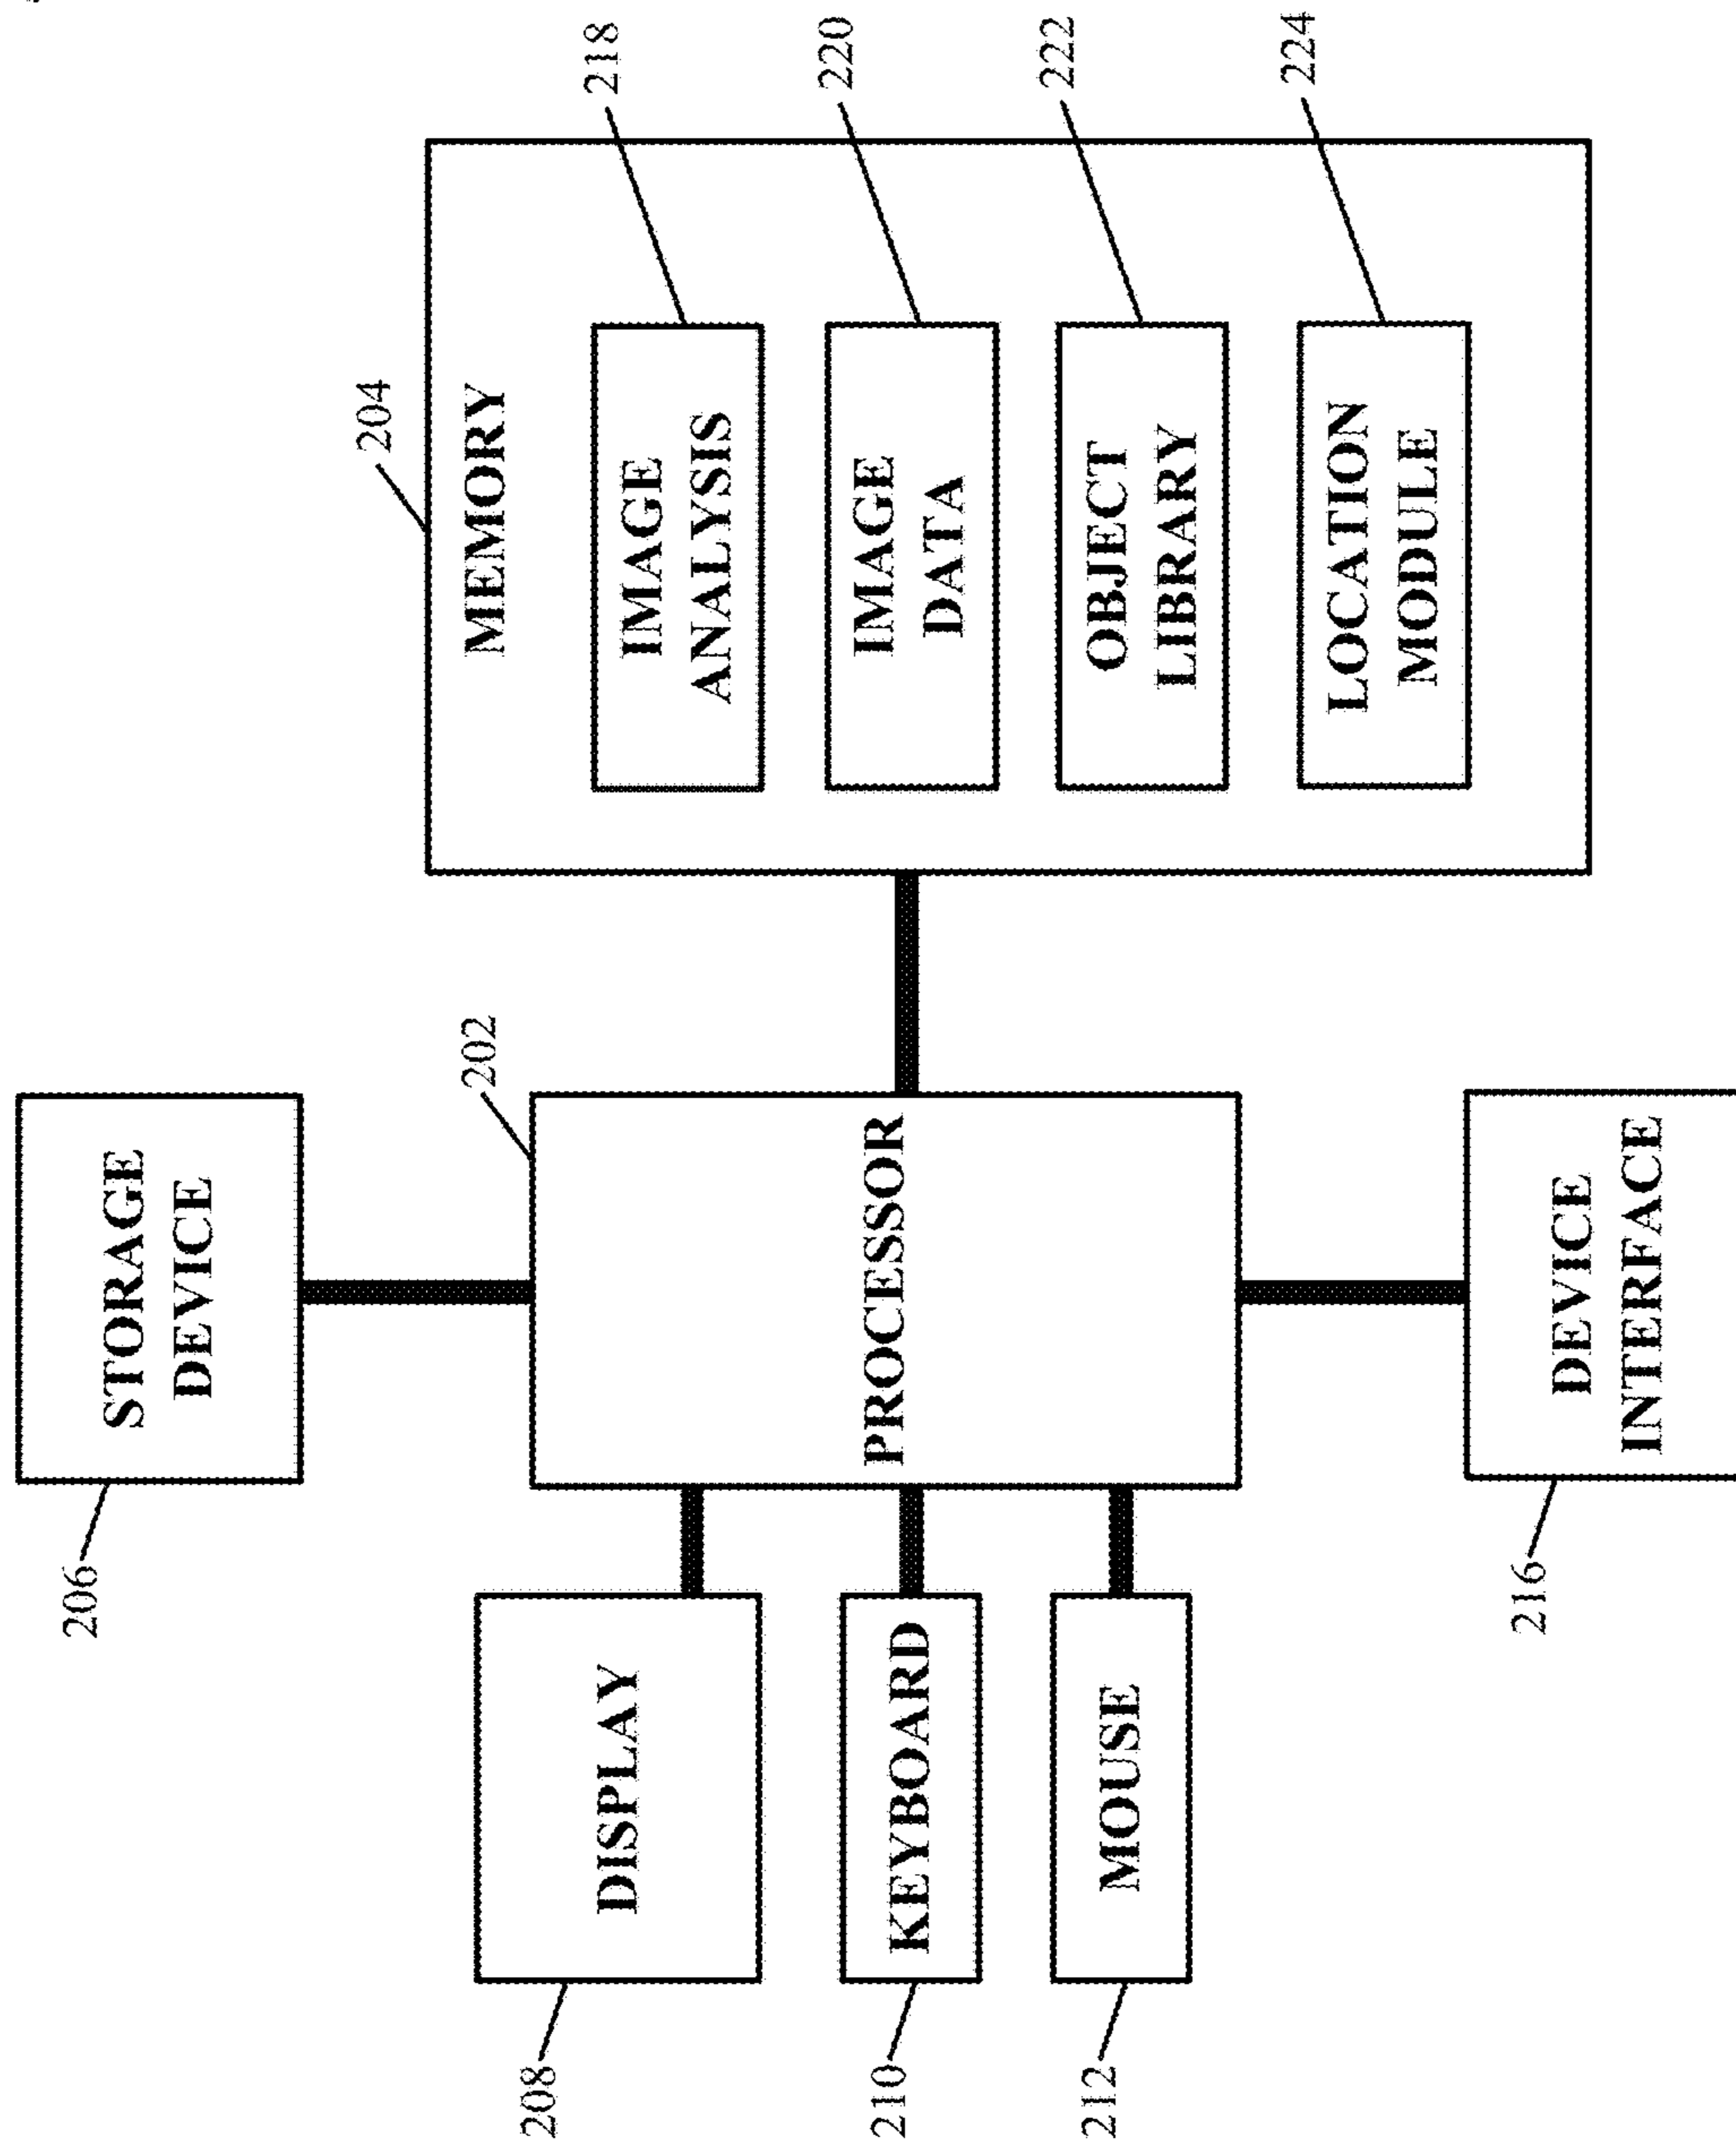 206
STORAGE
DEVICE
208
DISPLAY
210
KEYBOARD
212
MOUSE
202
PROCESSOR
216
DEVICE
INTERFACE
204
MEMORY
218
IMAGE
ANALYSIS
220
IMAGE
DATA
222
OBJECT
LIBRARY
224
LOCATION
MODULE